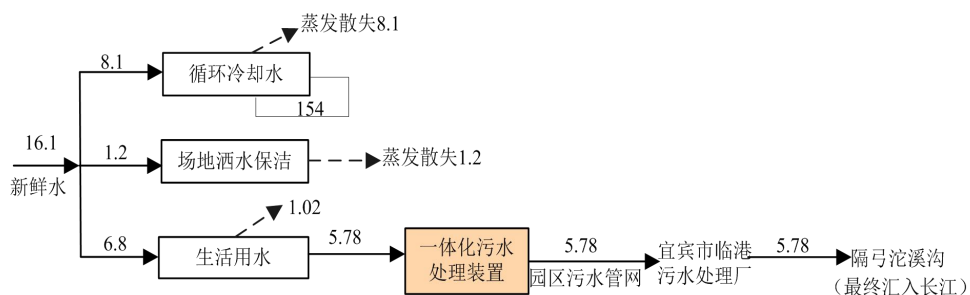 蒸发散失8.1
8.1
循环冷却水
154
16.1
新鲜水
1.2
场地洒水保洁
蒸发散失1.2
1.02
6.8
生活用水
5.78
一体化污水
处理装置
5.78
园区污水管网
宜宾市临港
污水处理厂
5.78
隔弓沱溪沟
（最终汇入长江）